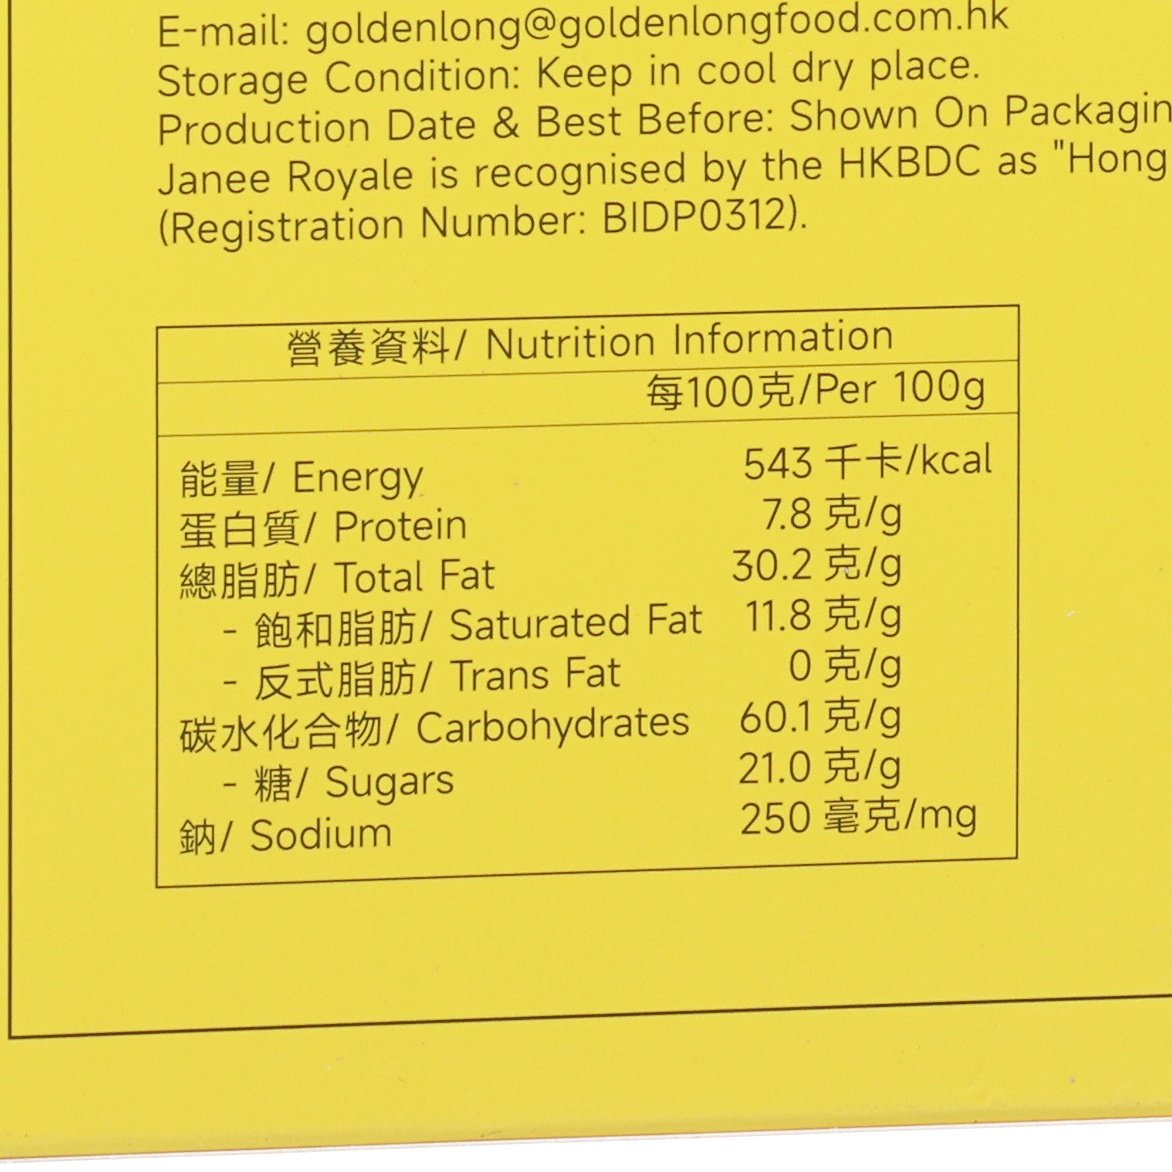 E-mail: goldenlong@goldenlongfood.com.hk
Storage Condition: Keep in cool dry place.
Production Date & Best Before: Shown On Packagin
Janee Royale is recognised by the HKBDC as "Hong
(Registration Number: BIDP0312).
營養資料/ Nutrition Information
每100克/Per 100g
能量/ Energy 543 千卡/kcal
蛋白質/ Protein 7.8 克/g
總脂肪/ Total Fat 30.2 克/g
- 飽和脂肪/ Saturated Fat 11.8 克/g
- 反式脂肪/ Trans Fat 0 克/g
碳水化合物/ Carbohydrates 60.1 克/g
- 糖/ Sugars 21.0 克/g
鈉/ Sodium 250 毫克/mg